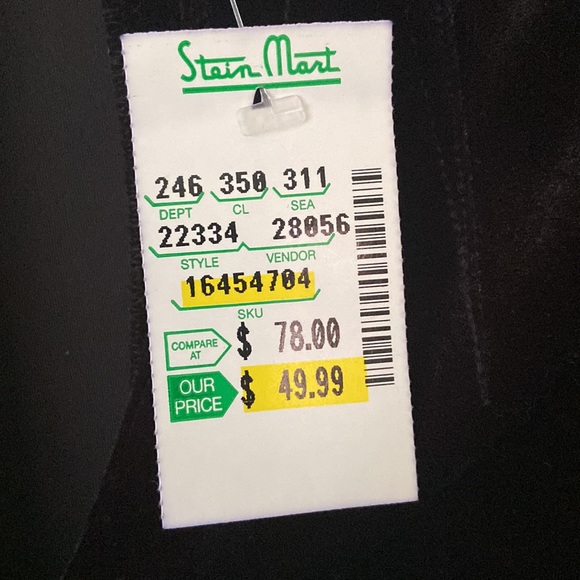 Stein Mart
246 350 311
DEPT CL SEA
22334 28056
STYLE VENDOR
16454704
SKU
COMPARE AT $ 78.00
OUR PRICE $ 49.99